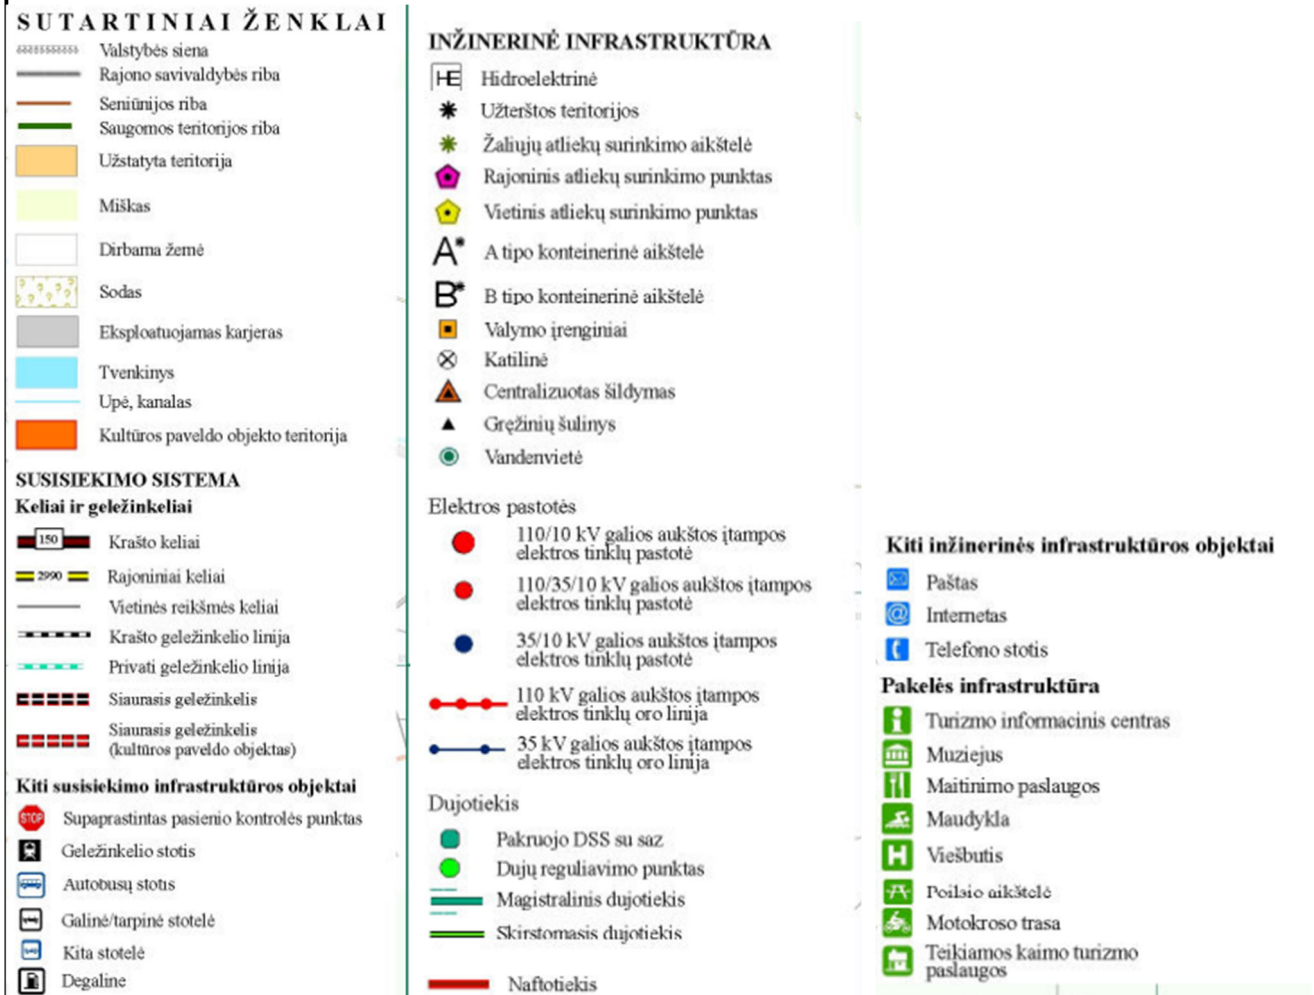 SUTARTINIAI ŽENKLAI
Valstybės siena
Rajono savivaldybės riba
Seniūnijos riba
Saugomos teritorijos riba
Užstatyta teritorija
Miškas
Dirbama žemė
Sodas
Eksploatuojamas karjeras
Tvenkinys
Upė, kanalas
Kultūros paveldo objekto teritorija
SUSISIEKIMO SISTEMA
Keliai ir geležinkeliai
150 Krašto keliai
2990 Rajoniniai keliai
Vietinės reikšmės keliai
Krašto geležinkelio linija
Privati geležinkelio linija
Siaurasis geležinkelis
Siaurasis geležinkelis
(kultūros paveldo objektas)
Kiti susisiekimo infrastruktūros objektai
STOP Supaprastintas pasienio kontrolės punktas
Geležinkelio stotis
Autobusų stotis
Galinė/tarpinė stotelė
Kita stotelė
Degaline
INŽINERINĖ INFRASTRUKTŪRA
HE Hidroelektrinė
Užterštos teritorijos
Žaliųjų atliekų surinkimo aikštelė
Rajoninis atliekų surinkimo punktas
Vietinis atliekų surinkimo punktas
A* A tipo konteinerinė aikštelė
B* B tipo konteinerinė aikštelė
Valymo įrenginiai
Katilinė
Centralizuotas šildymas
Gręžinių šulinys
Vandenvietė
Elektros pastotės
110/10 kV galios aukštos įtampos
elektros tinklų pastotė
110/35/10 kV galios aukštos įtampos
elektros tinklų pastotė
35/10 kV galios aukštos įtampos
elektros tinklų pastotė
110 kV galios aukštos įtampos
elektros tinklų oro linija
35 kV galios aukštos įtampos
elektros tinklų oro linija
Dujotiekis
Pakruojo DSS su saz
Dujų reguliavimo punktas
Magistralinis dujotiekis
Skirstomasis dujotiekis
Naftotiekis
Kiti inžinerinės infrastruktūros objektai
Paštas
@ Internetas
Telefono stotis
Pakelės infrastruktūra
i Turizmo informacinis centras
Muziejus
Maitinimo paslaugos
Maudykla
H Viešbutis
Poilsio aikštelė
Motokroso trasa
Teikiamos kaimo turizmo
paslaugos